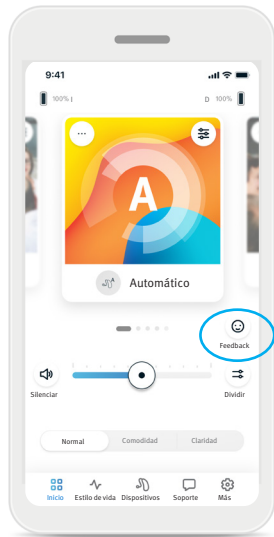 9:41
100% I
D 100%
A
Automático
Feedback
Silenciar
Dividir
Normal Comodidad Claridad
Inicio Estilo de vida Dispositivos Soporte Más